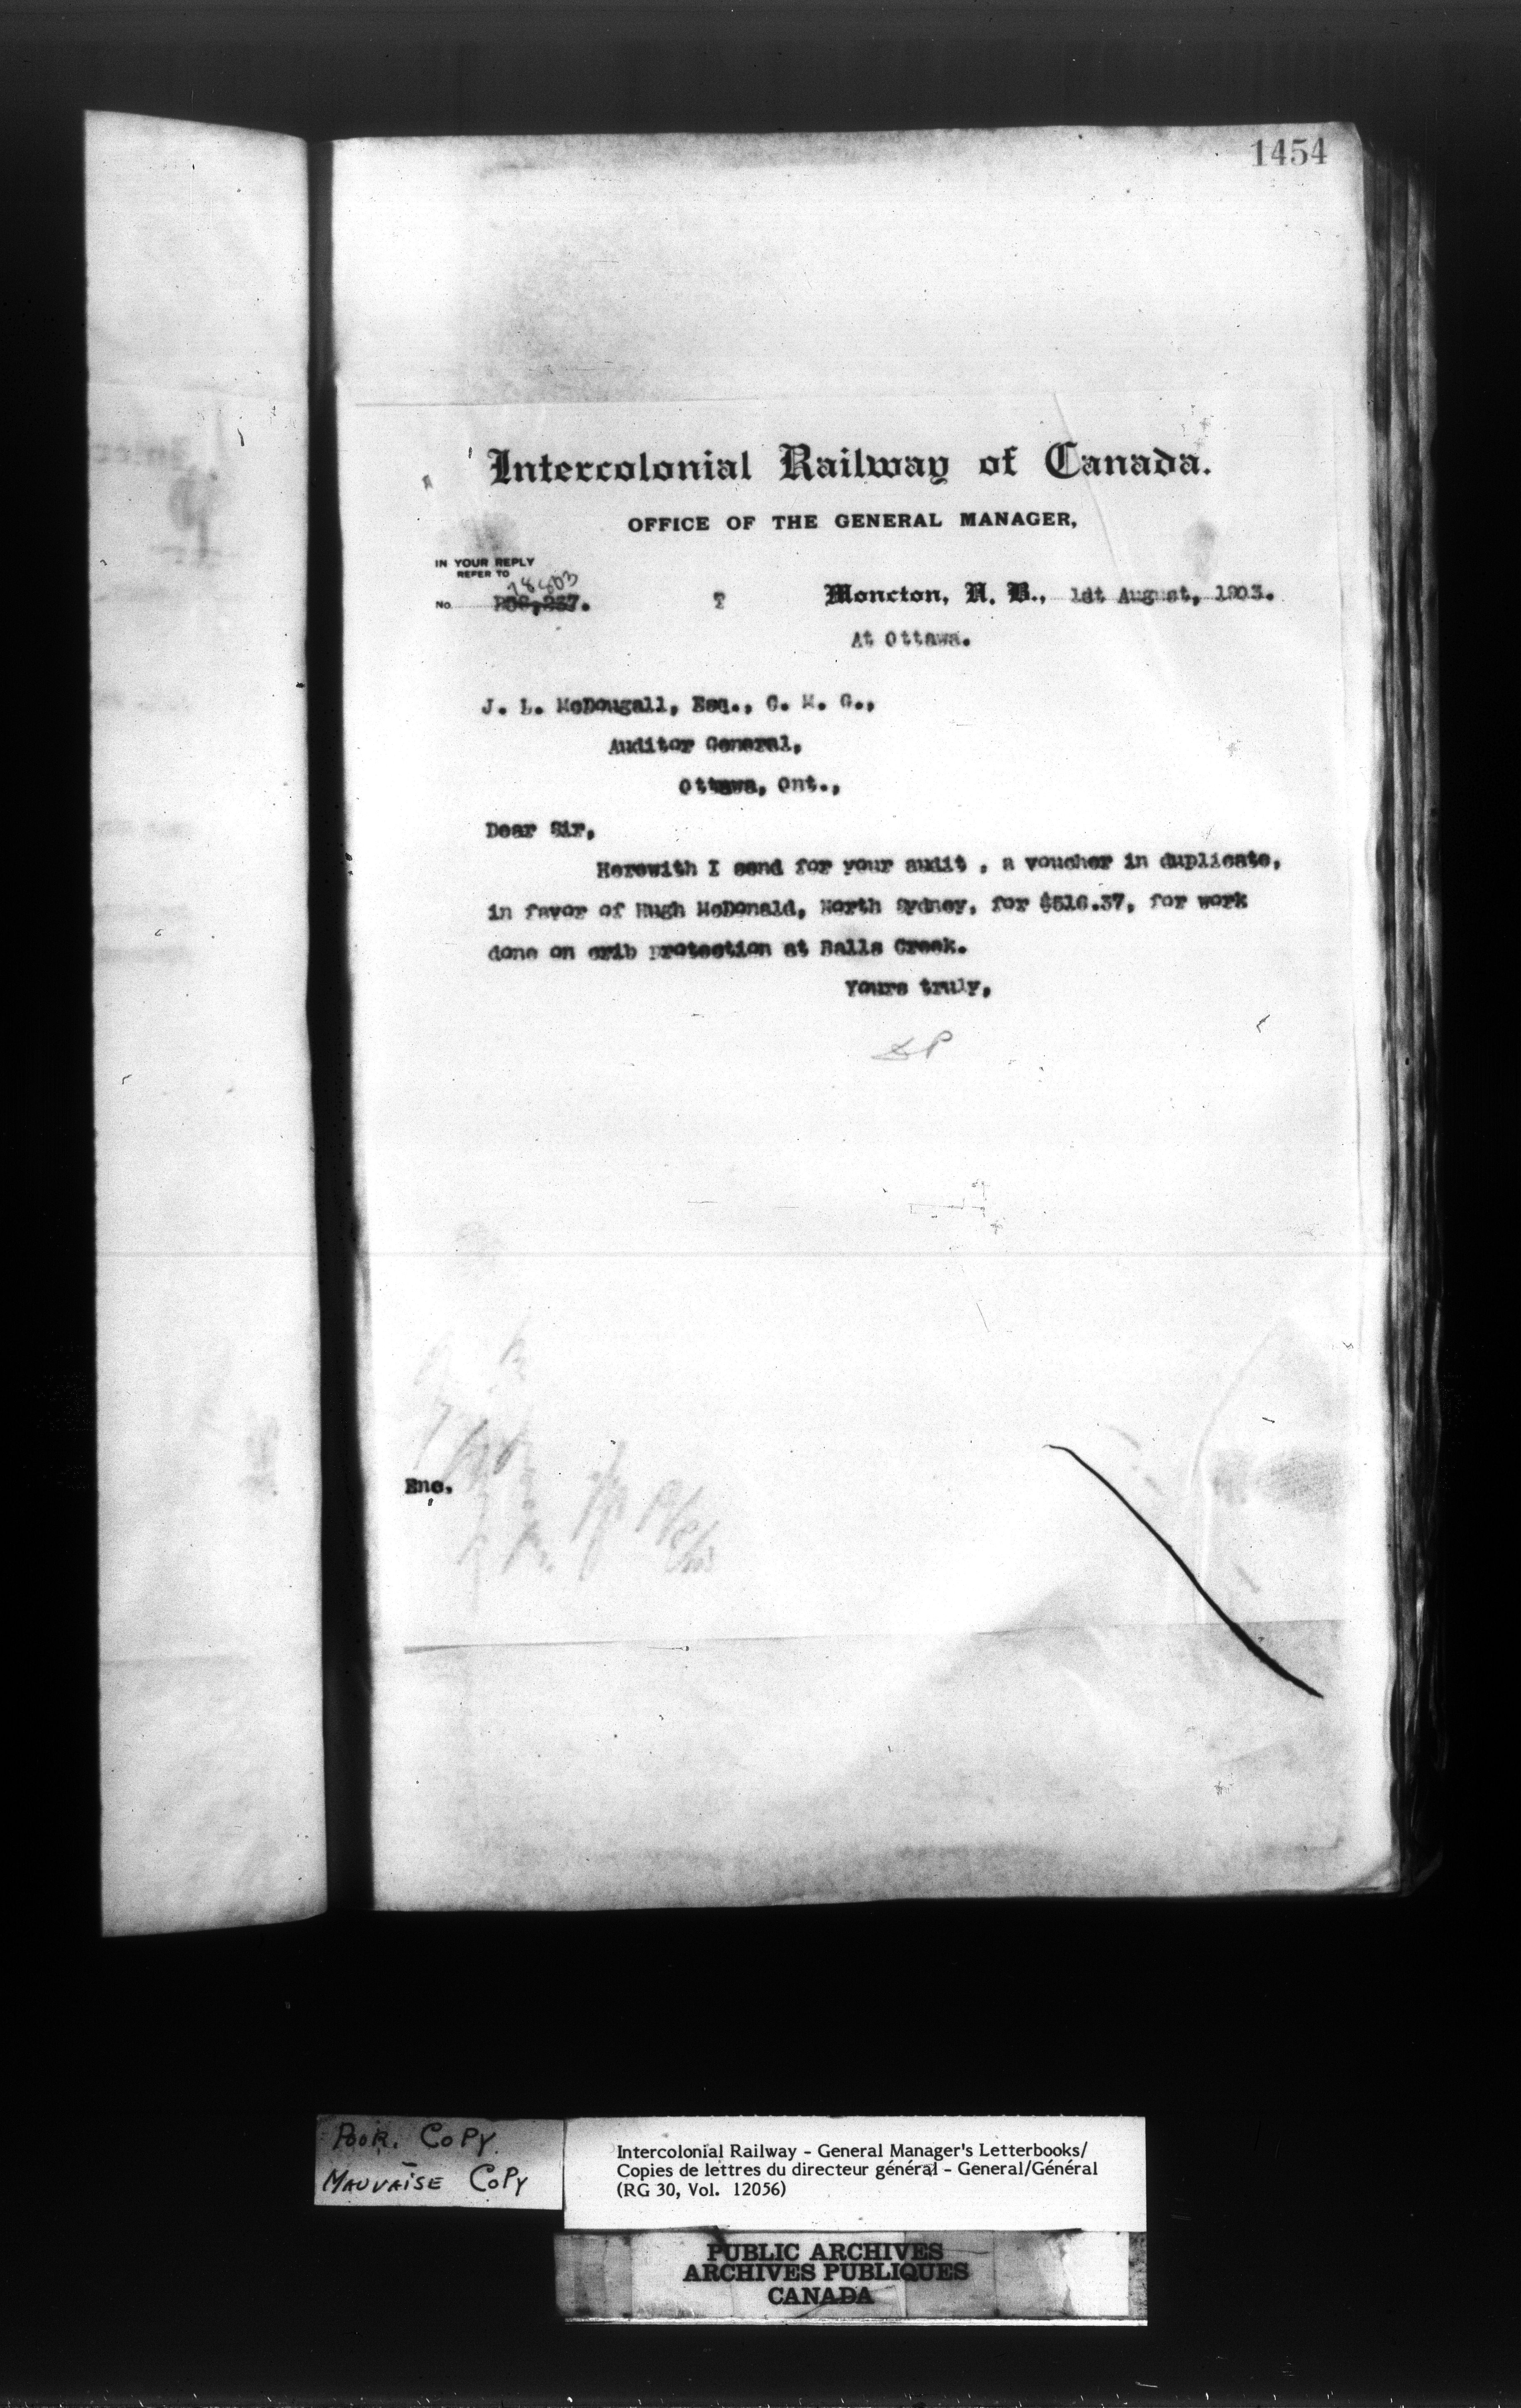 1454
Intercolonial Railway of Canada.
OFFICE OF THE GENERAL MANAGER,
IN YOUR REPLY
REFER TO
78803
No. P56,237.
T Moncton, N. B., 1st August, 1903.
At Ottawa.
J. L. McDougall, Esq., C. M. G.,
Auditor General,
Ottawa, Ont.,
Dear Sir,
Herewith I send for your audit , a voucher in duplicate,
in favor of Hugh McDonald, North Sydney, for $516.37, for work
done on crib protection at Balls Creek.
Yours truly,
DP
Enc.
POOR. COPY.
MAUVAISE COPY
Intercolonial Railway - General Manager's Letterbooks/
Copies de lettres du directeur général - General/Général
(RG 30, Vol. 12056)
PUBLIC ARCHIVES
ARCHIVES PUBLIQUES
CANADA